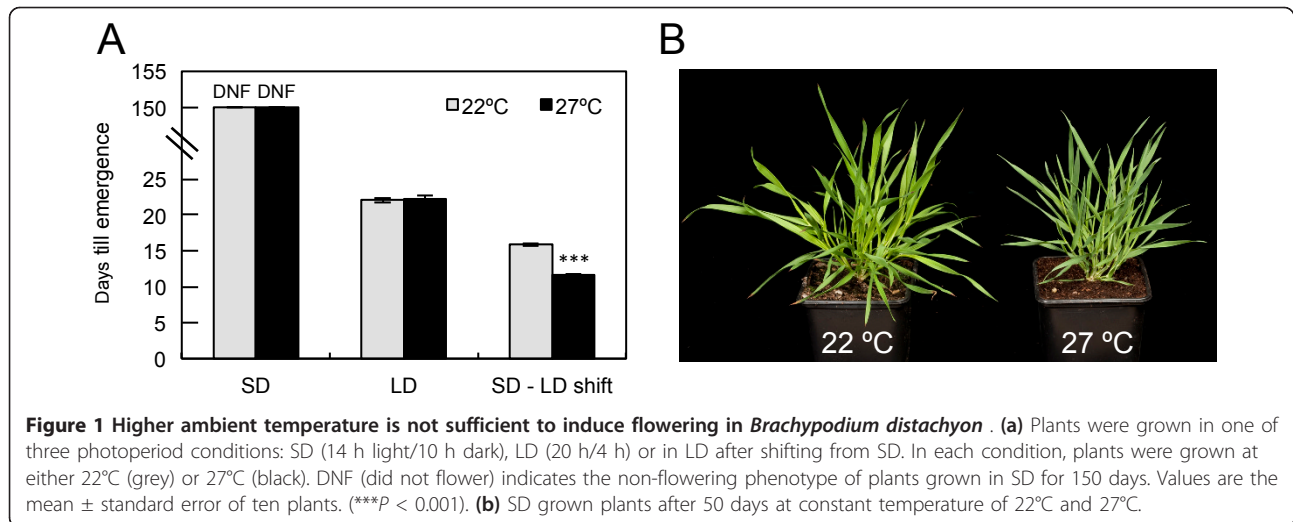 A
B
155
DNF DNF
150
22ºC
27ºC
25
20
15
***
10
5
0
Days till emergence
SD
LD
SD - LD shift
22 ºC
27 ºC
Figure 1 Higher ambient temperature is not sufficient to induce flowering in Brachypodium distachyon . (a) Plants were grown in one of
three photoperiod conditions: SD (14 h light/10 h dark), LD (20 h/4 h) or in LD after shifting from SD. In each condition, plants were grown at
either 22°C (grey) or 27°C (black). DNF (did not flower) indicates the non-flowering phenotype of plants grown in SD for 150 days. Values are the
mean ± standard error of ten plants. (***P < 0.001). (b) SD grown plants after 50 days at constant temperature of 22°C and 27°C.